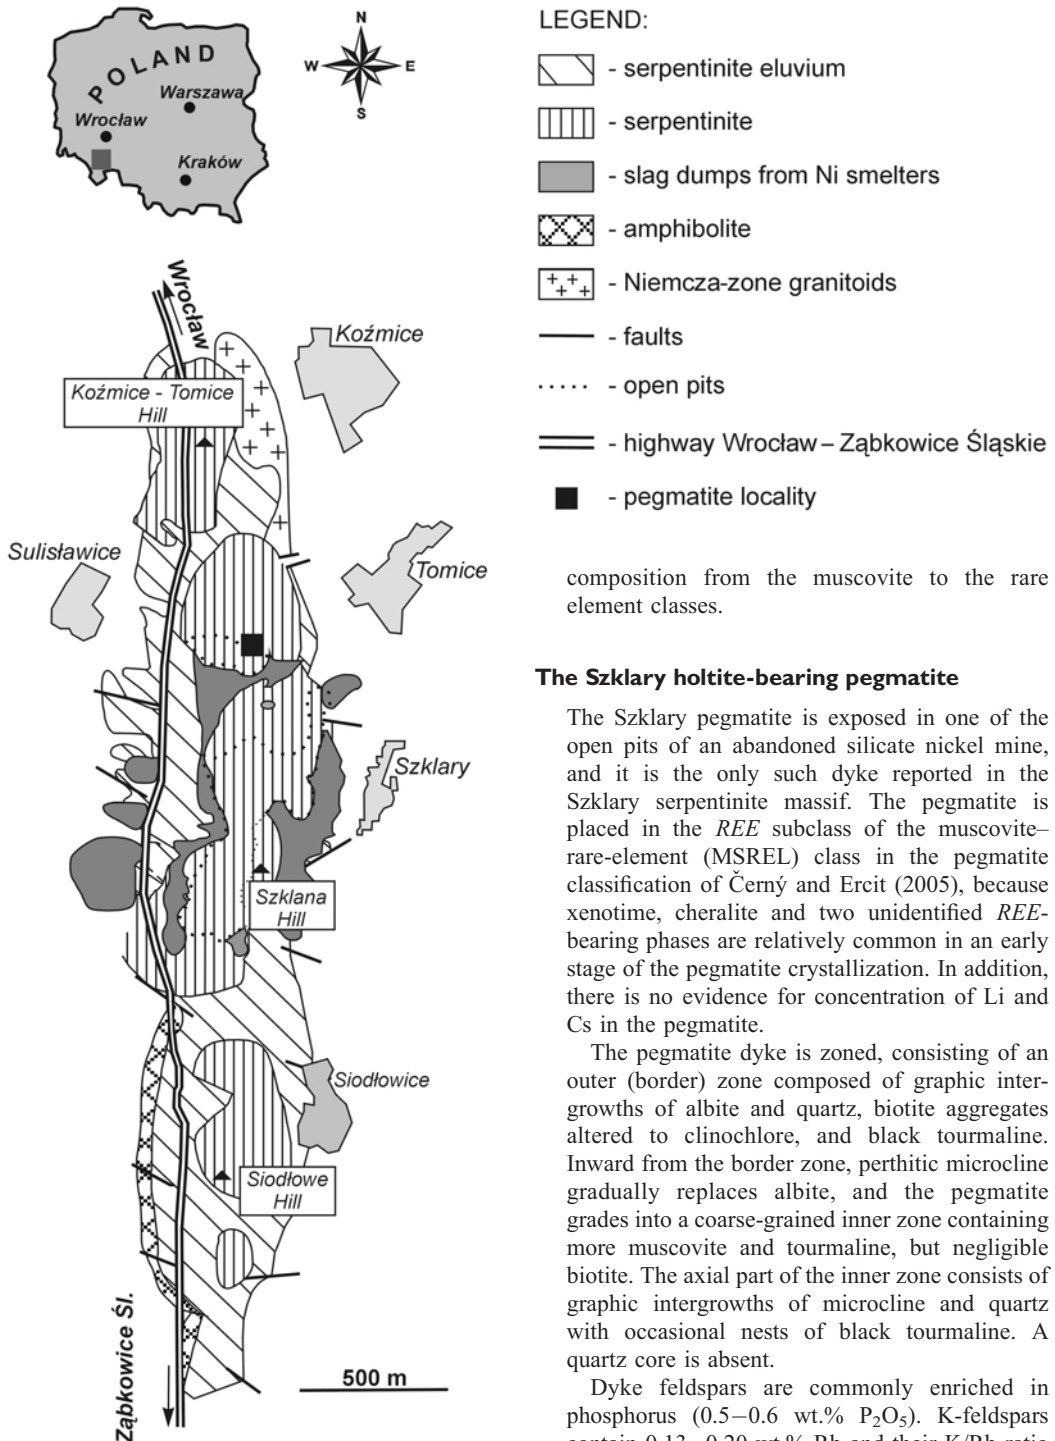 POLAND
Warszawa
Wrocław
Kraków
N
W E
S
Wrocław
Koźmice
Koźmice - Tomice
Hill
Sulisławice
Tomice
Szklary
Szklana
Hill
Siodłowice
Siodłowe
Hill
Ząbkowice Śl.
500 m
LEGEND:
- serpentinite eluvium
- serpentinite
- slag dumps from Ni smelters
- amphibolite
- Niemcza-zone granitoids
- faults
- open pits
- highway Wrocław – Ząbkowice Śląskie
- pegmatite locality
composition from the muscovite to the rare
element classes.
The Szklary holtite-bearing pegmatite
The Szklary pegmatite is exposed in one of the
open pits of an abandoned silicate nickel mine,
and it is the only such dyke reported in the
Szklary serpentinite massif. The pegmatite is
placed in the REE subclass of the muscovite–
rare-element (MSREL) class in the pegmatite
classification of Černý and Ercit (2005), because
xenotime, cheralite and two unidentified REE-
bearing phases are relatively common in an early
stage of the pegmatite crystallization. In addition,
there is no evidence for concentration of Li and
Cs in the pegmatite.
The pegmatite dyke is zoned, consisting of an
outer (border) zone composed of graphic inter-
growths of albite and quartz, biotite aggregates
altered to clinochlore, and black tourmaline.
Inward from the border zone, perthitic microcline
gradually replaces albite, and the pegmatite
grades into a coarse-grained inner zone containing
more muscovite and tourmaline, but negligible
biotite. The axial part of the inner zone consists of
graphic intergrowths of microcline and quartz
with occasional nests of black tourmaline. A
quartz core is absent.
Dyke feldspars are commonly enriched in
phosphorus (0.5–0.6 wt.% P₂O₅). K-feldspars